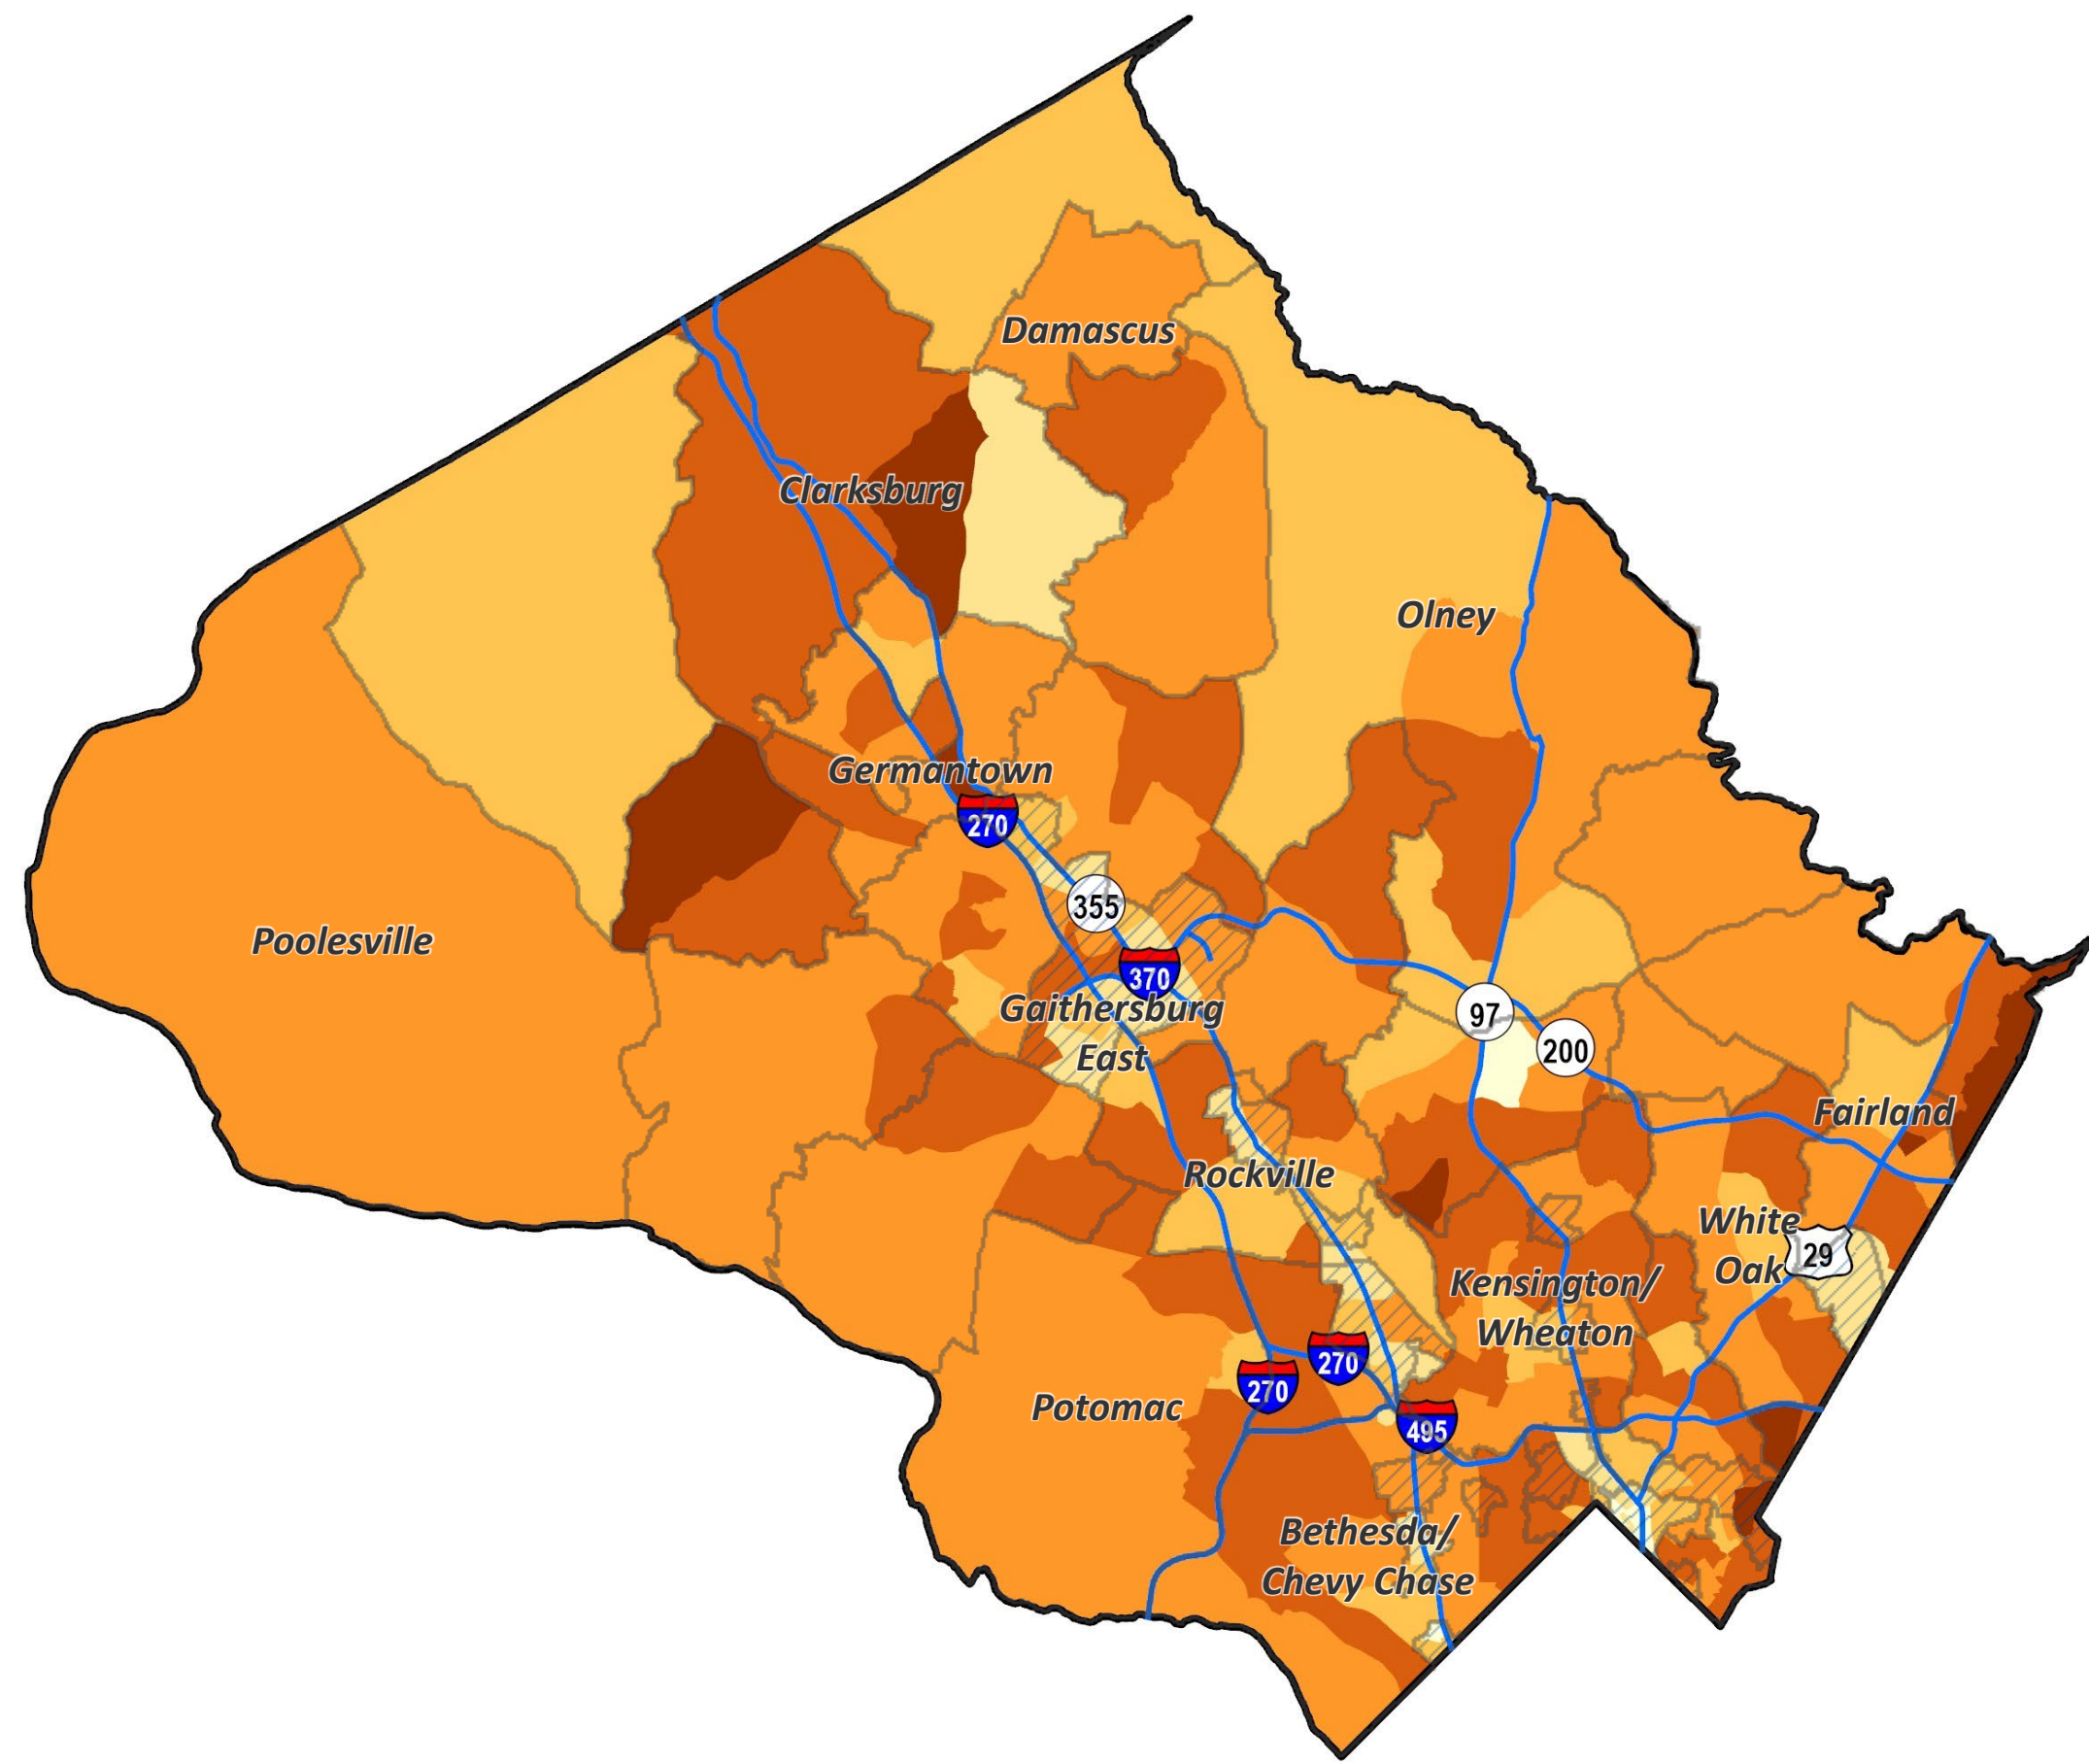 Damascus
Clarksburg
Olney
Germantown
270
355
Poolesville
370
Gaithersburg
East
97
200
Fairland
Rockville
White
Oak
29
Kensington/
Wheaton
270
270
Potomac
495
Bethesda/
Chevy Chase